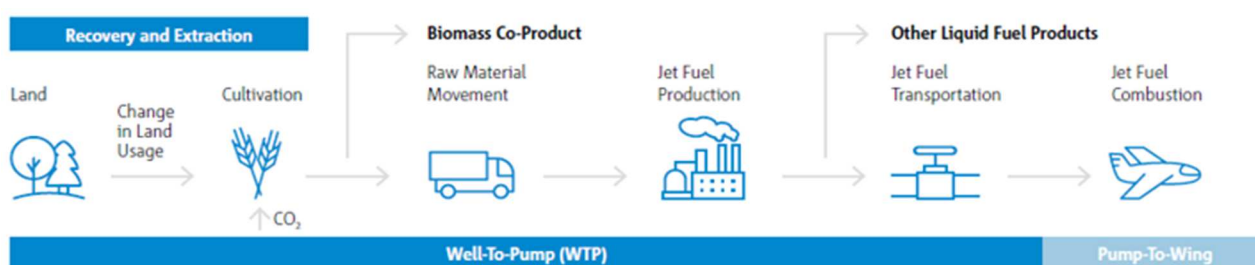 Recovery and Extraction
Biomass Co-Product
Other Liquid Fuel Products
Land
Change
in Land
Usage
Cultivation
CO₂
Raw Material
Movement
Jet Fuel
Production
Jet Fuel
Transportation
Jet Fuel
Combustion
Well-To-Pump (WTP)
Pump-To-Wing